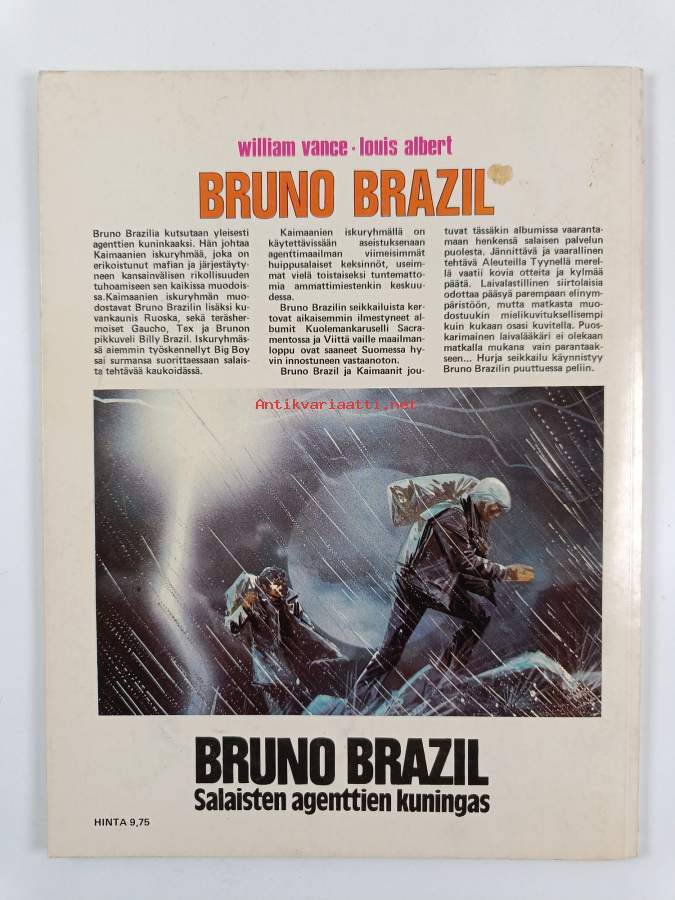 william vance · louis albert
BRUNO BRAZIL
Bruno Brazilia kutsutaan yleisesti
agenttien kuninkaaksi. Hän johtaa
Kaimaanien iskuryhmää, joka on
erikoistunut mafian ja järjestäyty-
neen kansainvälisen rikollisuuden
tuhoamiseen sen kaikissa muodois-
sa.Kaimaanien iskuryhmän muo-
dostavat Bruno Brazilin lisäksi ku-
vankaunis Ruoska, sekä teräsher-
moiset Gaucho, Tex ja Brunon
pikkuveli Billy Brazil. Iskuryhmäs-
sä aiemmin työskennellyt Big Boy
sai surmansa suorittaessaan salais-
ta tehtävää kaukoidässä.
Kaimaanien iskuryhmällä on
käytettävissään aseistuksenaan
agenttimaailman viimeisimmät
huippusalaiset keksinnöt, useim-
mat vielä toistaiseksi tuntematto-
mia ammattimiestenkin keskuu-
dessa.
Bruno Brazilin seikkailuista ker-
tovat aikaisemmin ilmestyneet al-
bumit Kuolemankaruselli Sacra-
mentossa ja Viittä vaille maailman-
loppu ovat saaneet Suomessa hy-
vin innostuneen vastaanoton.
Bruno Brazil ja Kaimaanit jou-
tuvat tässäkin albumissa vaaranta-
maan henkensä salaisen palvelun
puolesta. Jännittävä ja vaarallinen
tehtävä Aleuteilla Tyynellä merel-
lä vaatii kovia otteita ja kylmää
päätä. Laivalastillinen siirtolaisia
odottaa pääsyä parempaan elinym-
päristöön, mutta matkasta muo-
dostuukin mielikuvituksellisempi
kuin kukaan osasi kuvitella. Puos-
karimainen laivalääkäri ei olekaan
matkalla mukana vain parantaak-
seen... Hurja seikkailu käynnistyy
Bruno Brazilin puuttuessa peliin.
Antikvariaatti.net
BRUNO BRAZIL
Salaisten agenttien kuningas
HINTA 9,75